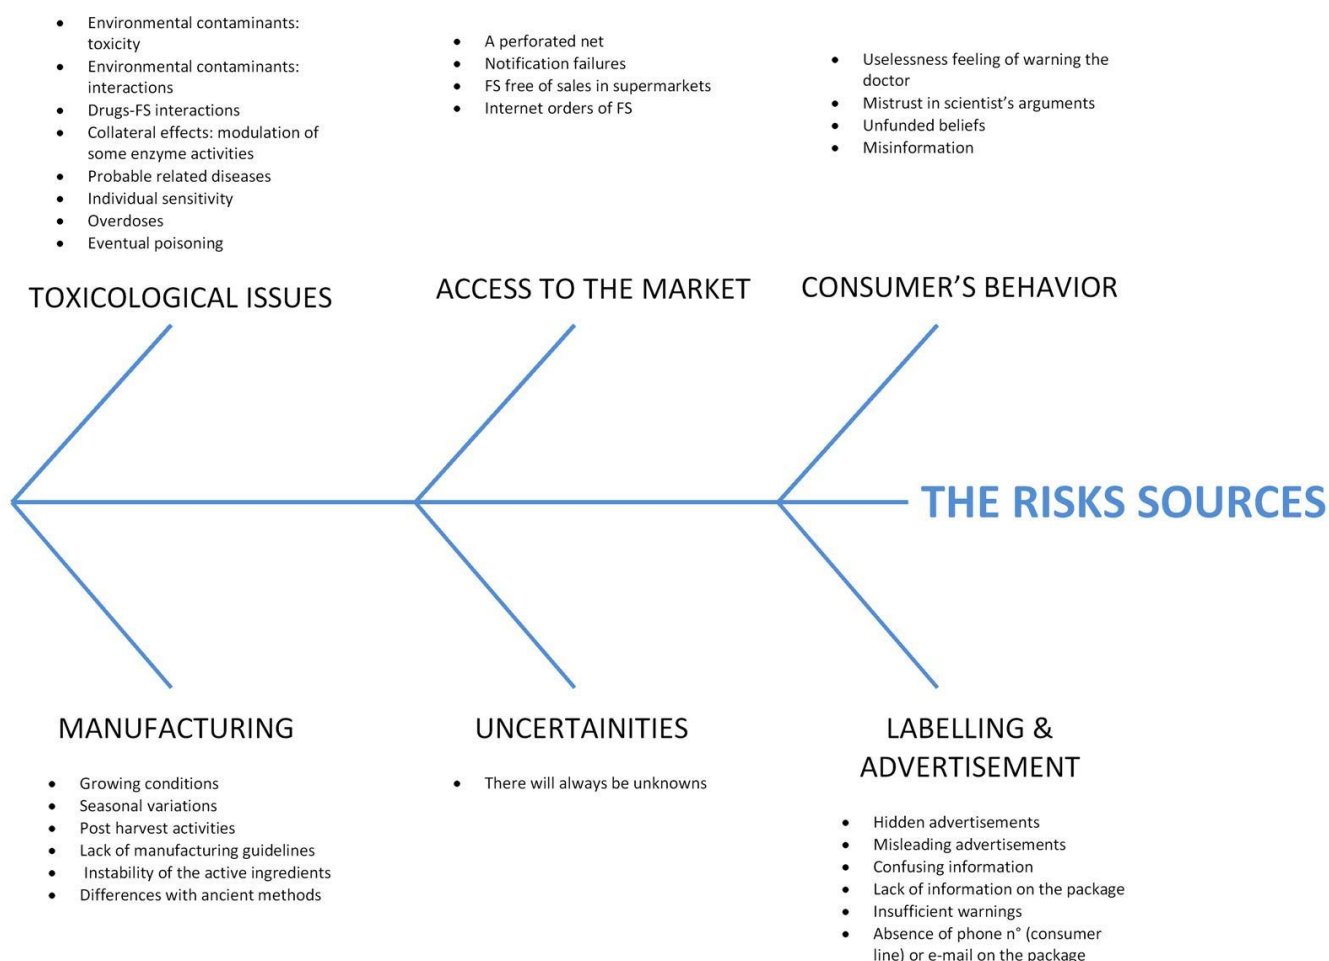 • Environmental contaminants:
toxicity
• Environmental contaminants:
interactions
• Drugs-FS interactions
• Collateral effects: modulation of
some enzyme activities
• Probable related diseases
• Individual sensitivity
• Overdoses
• Eventual poisoning
TOXICOLOGICAL ISSUES
• A perforated net
• Notification failures
• FS free of sales in supermarkets
• Internet orders of FS
ACCESS TO THE MARKET
• Uselessness feeling of warning the
doctor
• Mistrust in scientist’s arguments
• Unfunded beliefs
• Misinformation
CONSUMER’S BEHAVIOR
THE RISKS SOURCES
MANUFACTURING
• Growing conditions
• Seasonal variations
• Post harvest activities
• Lack of manufacturing guidelines
• Instability of the active ingredients
• Differences with ancient methods
UNCERTAINITIES
• There will always be unknowns
LABELLING &
ADVERTISEMENT
• Hidden advertisements
• Misleading advertisements
• Confusing information
• Lack of information on the package
• Insufficient warnings
• Absence of phone n° (consumer
line) or e-mail on the package